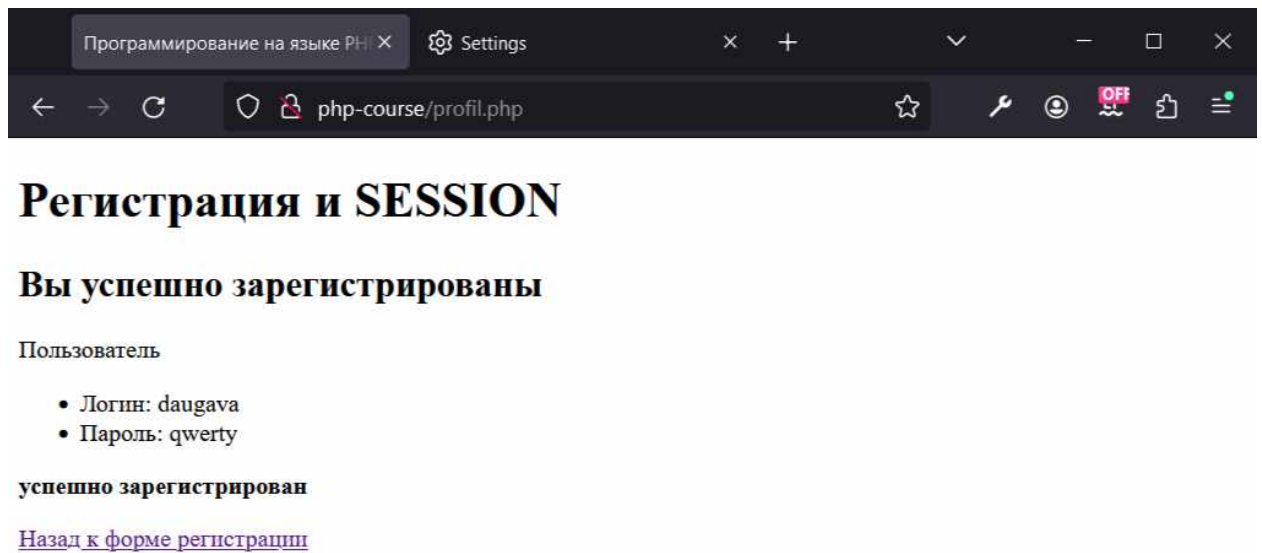 Программирование на языке PH
Settings
php-course/profil.php
OFF
Регистрация и SESSION
Вы успешно зарегистрированы
Пользователь
• Логин: daugava
• Пароль: qwerty
успешно зарегистрирован
Назад к форме регистрации